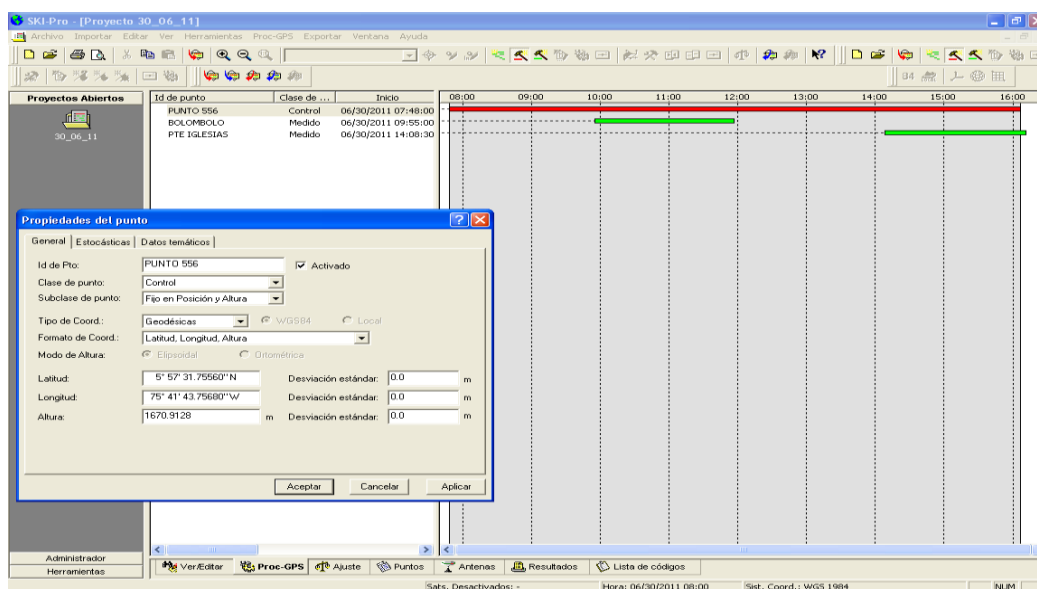 SKI-Pro - [Proyecto 30_06_11]
Archivo Importar Editar Ver Herramientas Proc-GPS Exportar Ventana Ayuda
Proyectos Abiertos
30_06_11
Administrador
Herramientas
Id de punto Clase de ... Inicio 08:00 09:00 10:00 11:00 12:00 13:00 14:00 15:00 16:00
PUNTO 556 Control 06/30/2011 07:48:00
BOLOMBOLO Medido 06/30/2011 09:55:00
PTE IGLESIAS Medido 06/30/2011 14:08:30
Propiedades del punto
General Estocásticas Datos temáticos
Id de Pto: PUNTO 556 Activado
Clase de punto: Control
Subclase de punto: Fijo en Posición y Altura
Tipo de Coord.: Geodésicas WGS84 Local
Formato de Coord.: Latitud, Longitud, Altura
Modo de Altura: Elipsoidal Ortométrica
Latitud: 5° 57' 31.75560" N Desviación estándar: 0.0 m
Longitud: 75° 41' 43.75680" W Desviación estándar: 0.0 m
Altura: 1670.9128 m Desviación estándar: 0.0 m
Aceptar Cancelar Aplicar
Ver/Editar Proc-GPS Ajuste Puntos Antenas Resultados Lista de códigos
Sats. Desactivados: - Hora: 06/30/2011 08:00 Sist. Coord.: WGS 1984 NUM